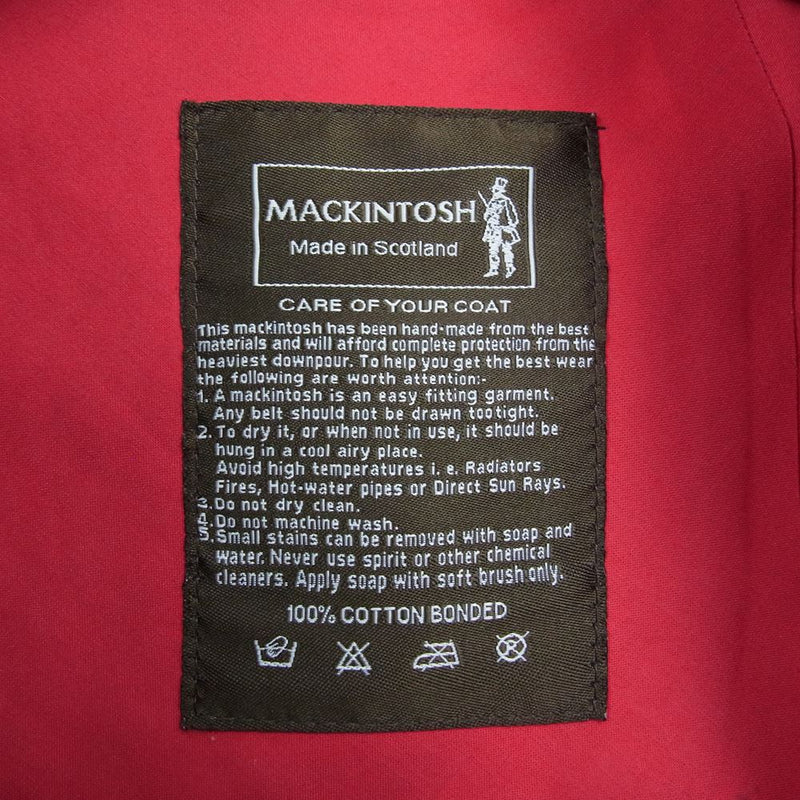 MACKINTOSH
Made in Scotland
CARE OF YOUR COAT
This mackintosh has been hand-made from the best
materials and will afford complete protection from the
heaviest downpour. To help you get the best wear
the following are worth attention:-
1. A mackintosh is an easy fitting garment.
Any belt should not be drawn too tight.
2. To dry it, or when not in use, it should be
hung in a cool airy place.
Avoid high temperatures i. e. Radiators
Fires, Hot-water pipes or Direct Sun Rays.
3. Do not dry clean.
4. Do not machine wash.
5. Small stains can be removed with soap and
water. Never use spirit or other chemical
cleaners. Apply soap with soft brush only.
100% COTTON BONDED
R